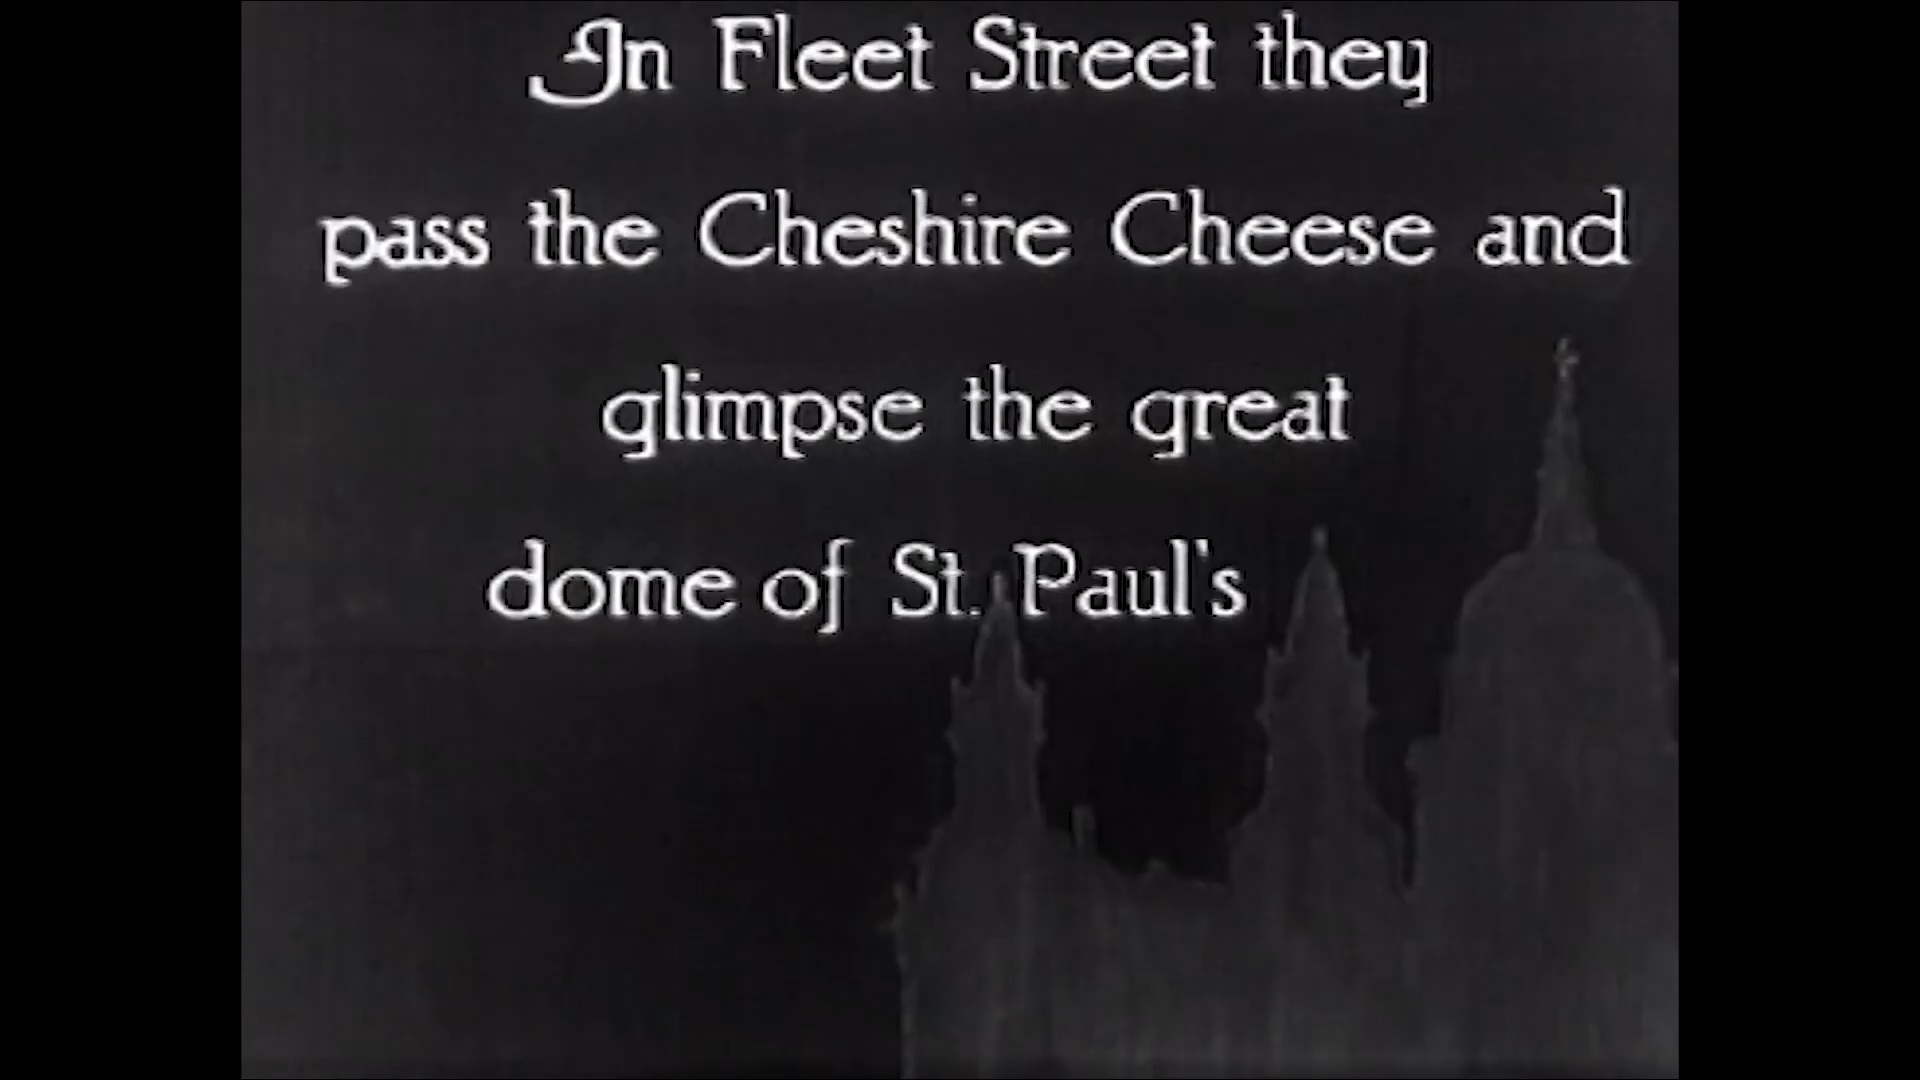 In Fleet Street they
pass the Cheshire Cheese and
glimpse the great
dome of St. Paul's